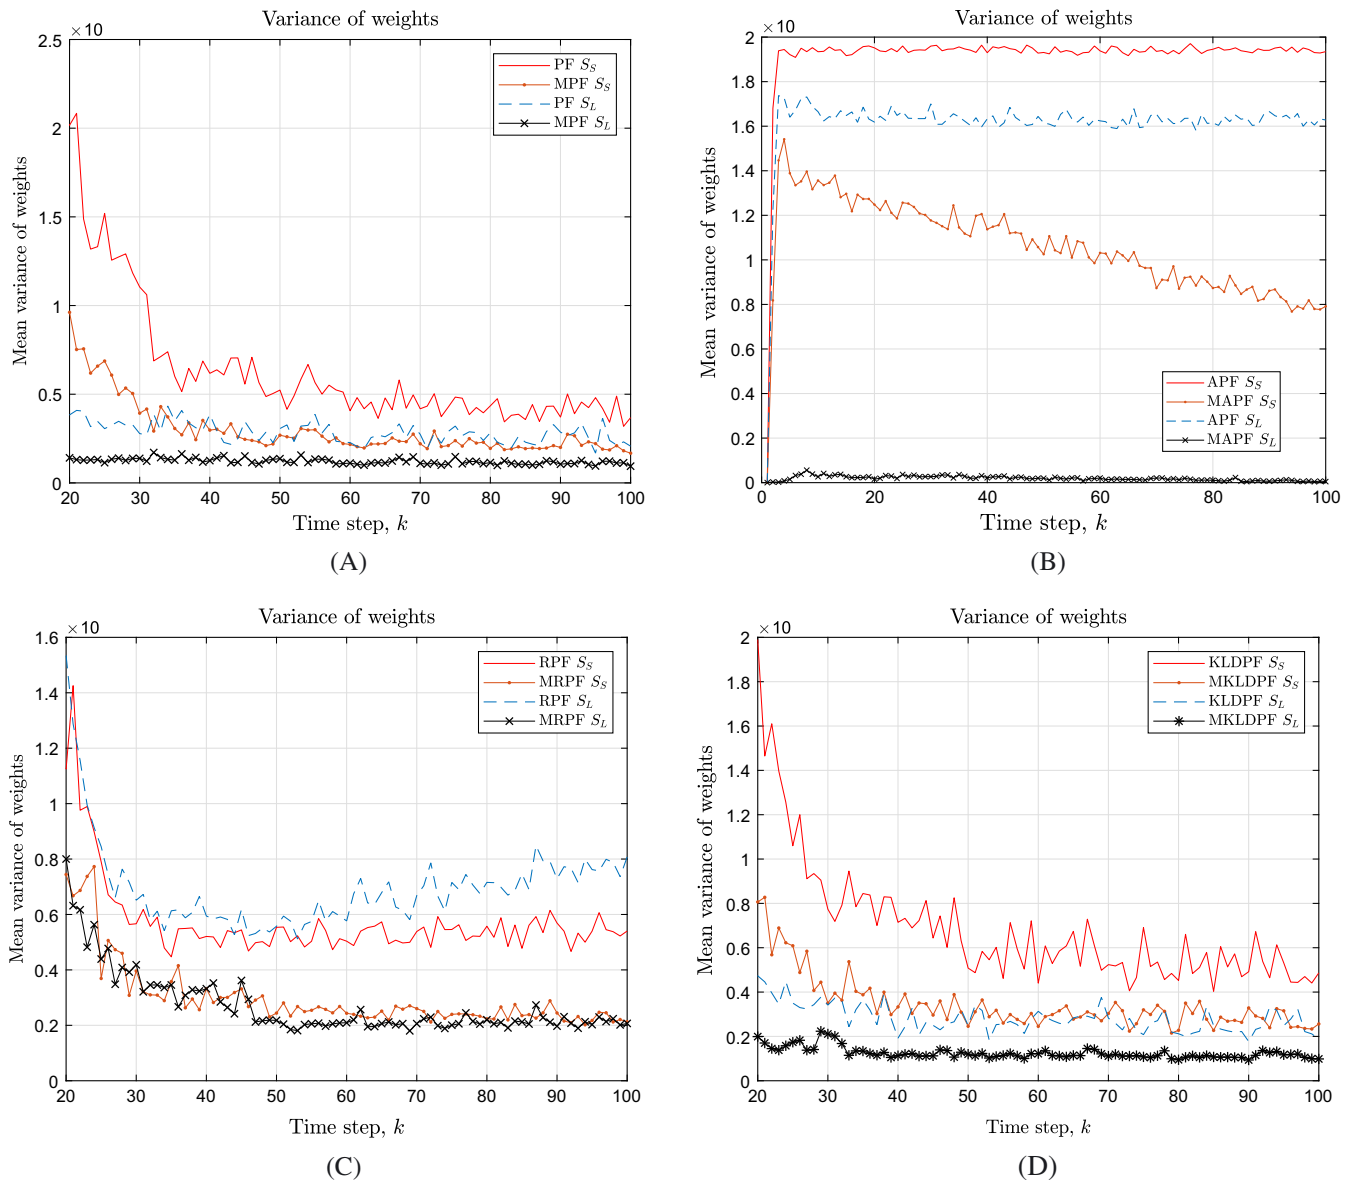 Variance of weights
×10
2.5
2
1.5
1
0.5
0
20 30 40 50 60 70 80 90 100
Mean variance of weights
Time step, k
PF S_S
MPF S_S
PF S_L
MPF S_L
(A)
Variance of weights
×10
2
1.8
1.6
1.4
1.2
1
0.8
0.6
0.4
0.2
0
0 20 40 60 80 100
Mean variance of weights
Time step, k
APF S_S
MAPF S_S
APF S_L
MAPF S_L
(B)
Variance of weights
×10
1.6
1.4
1.2
1
0.8
0.6
0.4
0.2
0
20 30 40 50 60 70 80 90 100
Mean variance of weights
Time step, k
RPF S_S
MRPF S_S
RPF S_L
MRPF S_L
(C)
Variance of weights
×10
2
1.8
1.6
1.4
1.2
1
0.8
0.6
0.4
0.2
0
20 30 40 50 60 70 80 90 100
Mean variance of weights
Time step, k
KLDPF S_S
MKLDPF S_S
KLDPF S_L
MKLDPF S_L
(D)